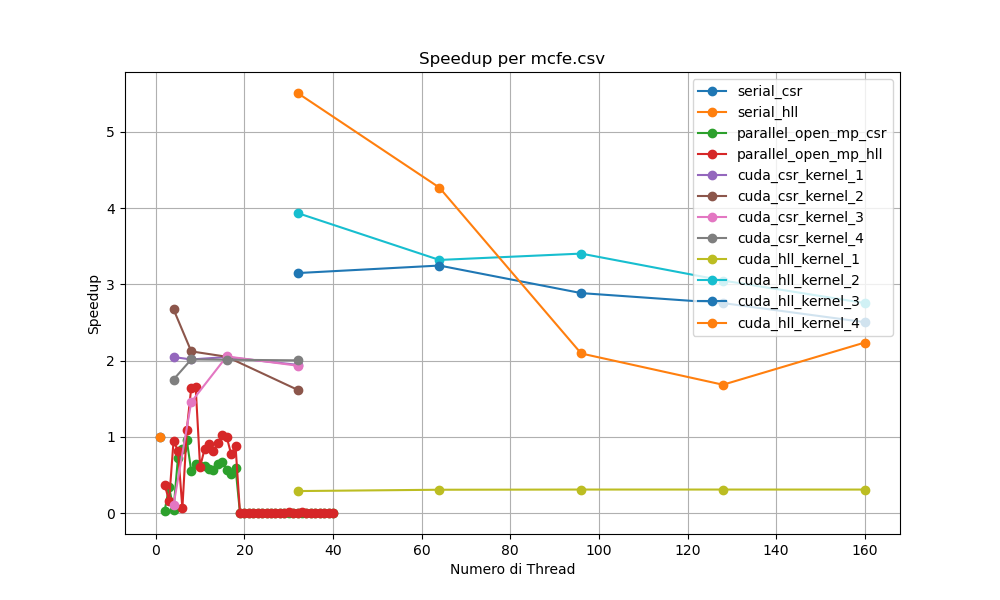 Speedup per mcfe.csv
Speedup
5
4
3
2
1
0
serial_csr
serial_hll
parallel_open_mp_csr
parallel_open_mp_hll
cuda_csr_kernel_1
cuda_csr_kernel_2
cuda_csr_kernel_3
cuda_csr_kernel_4
cuda_hll_kernel_1
cuda_hll_kernel_2
cuda_hll_kernel_3
cuda_hll_kernel_4
0 20 40 60 80 100 120 140 160
Numero di Thread